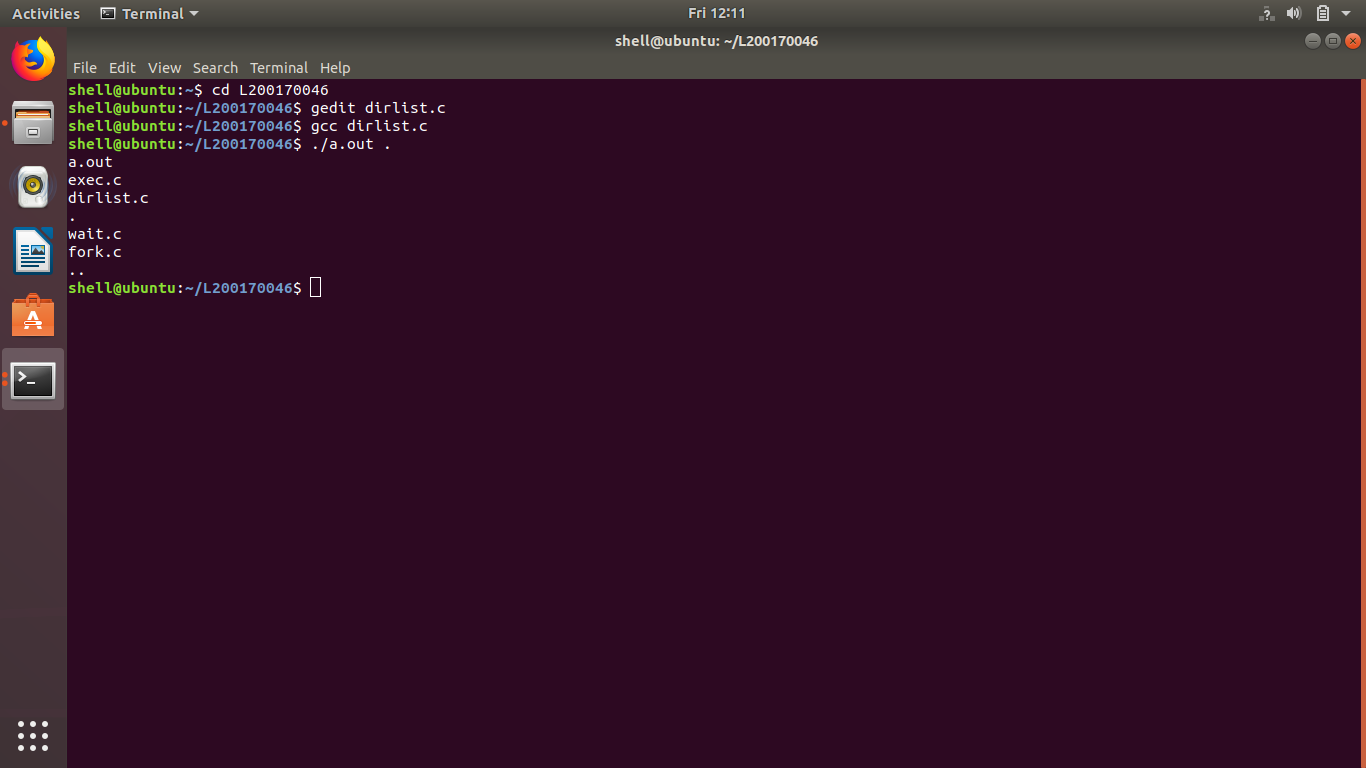 Activities Terminal Fri 12:11
shell@ubuntu: ~/L200170046
File Edit View Search Terminal Help
shell@ubuntu:~$ cd L200170046
shell@ubuntu:~/L200170046$ gedit dirlist.c
shell@ubuntu:~/L200170046$ gcc dirlist.c
shell@ubuntu:~/L200170046$ ./a.out .
a.out
exec.c
dirlist.c
.
wait.c
fork.c
..
shell@ubuntu:~/L200170046$